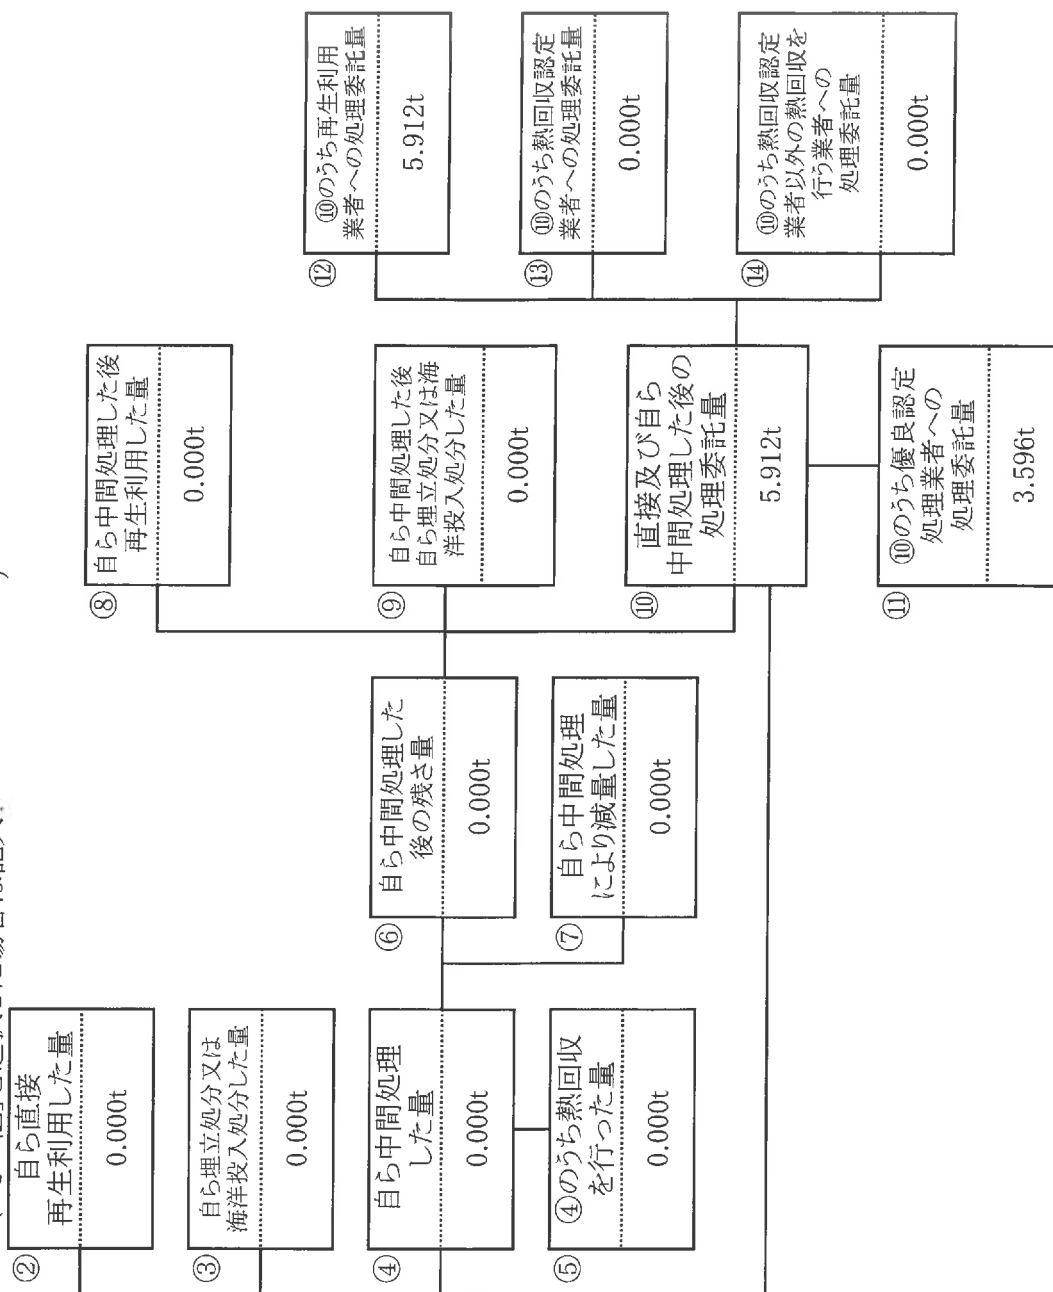 ②
自ら直接
再生利用した量
0.000t
③
自ら埋立処分又は
海洋投入処分した量
0.000t
④
自ら中間処理
した量
0.000t
⑤
④のうち熱回収
を行った量
0.000t
⑥
自ら中間処理した
後の残さ量
0.000t
⑦
自ら中間処理
により減量した量
0.000t
⑧
自ら中間処理した後
再生利用した量
0.000t
⑨
自ら中間処理した後
自ら埋立処分又は海
洋投入処分した量
0.000t
⑩
直接及び自ら
中間処理した後の
処理委託量
5.912t
⑪
⑩のうち優良認定
処理業者への
処理委託量
3.596t
⑫
⑩のうち再生利用
業者への処理委託量
5.912t
⑬
⑩のうち熱回収認定
業者への処理委託量
0.000t
⑭
⑩のうち熱回収認定
業者以外の熱回収を
行う業者への
処理委託量
0.000t